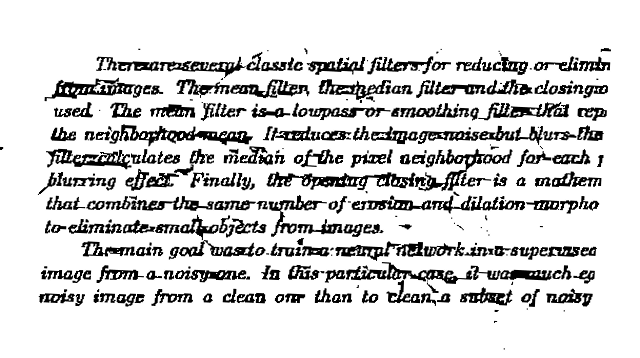 There are several classic spatial filters for reducing or elimin
from images. The mean filter, the median filter and the closing o
used. The mean filter is a lowpass or smoothing filter that rep
the neighborhood mean. It reduces the image noise but blurs the
filter calculates the median of the pixel neighborhood for each p
blurring effect. Finally, the opening closing filter is a mathem
that combines the same number of erosion and dilation morpho
to eliminate small objects from images.
The main goal was to train a neural network in a supervised
image from a noisy one. In this particular case, it was much ea
noisy image from a clean one than to clean a subset of noisy